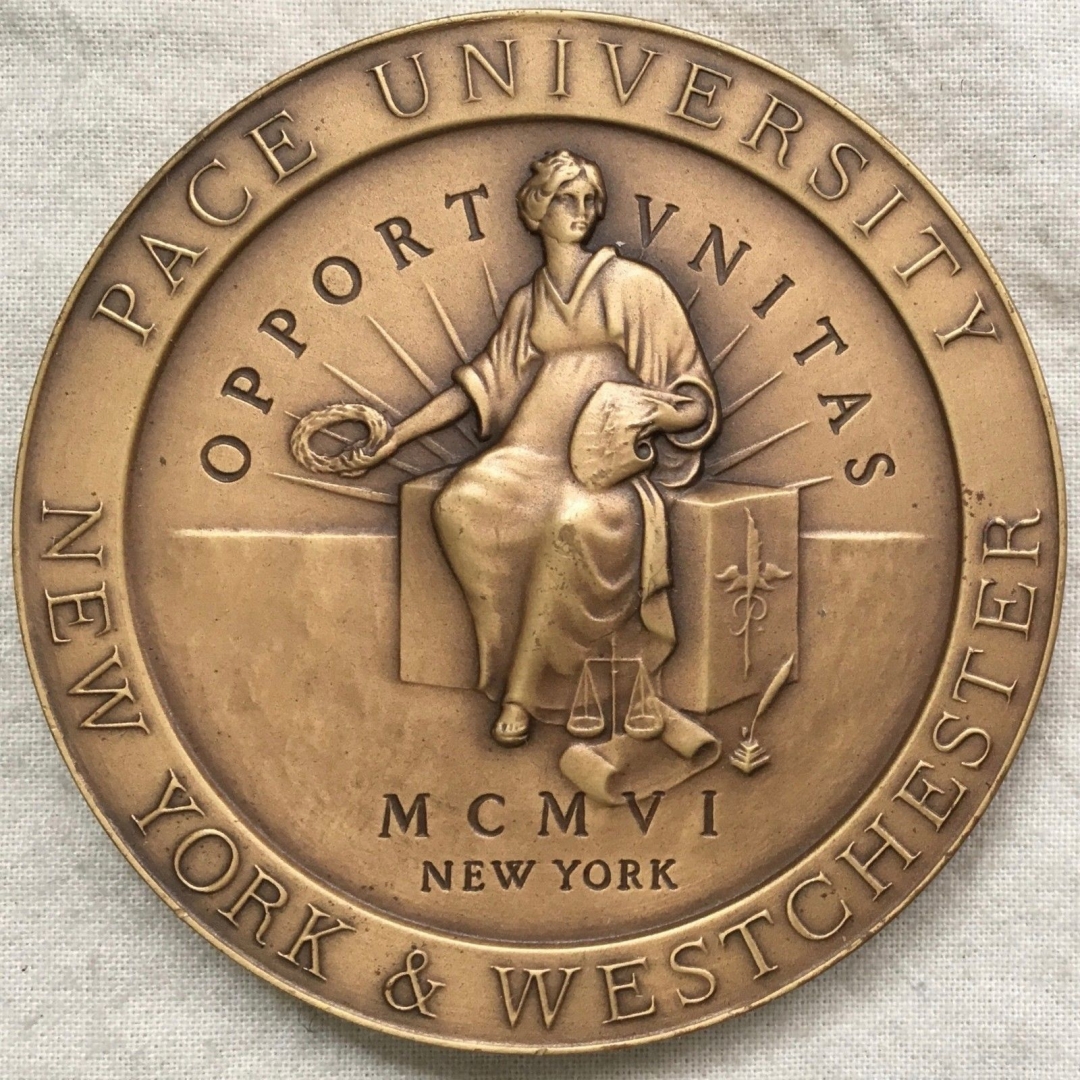 PACE UNIVERSITY
OPPORTVNITAS
MCMVI
NEW YORK
NEW YORK & WESTCHESTER